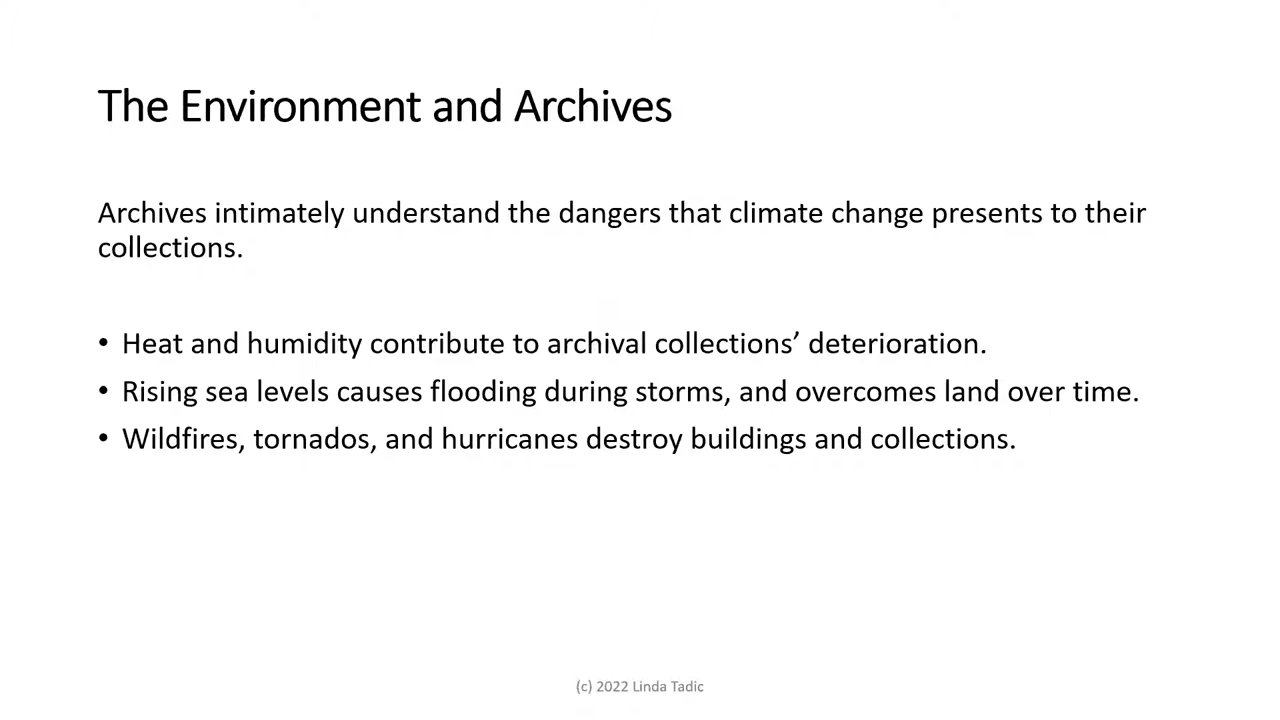 The Environment and Archives
Archives intimately understand the dangers that climate change presents to their
collections.
• Heat and humidity contribute to archival collections’ deterioration.
• Rising sea levels causes flooding during storms, and overcomes land over time.
• Wildfires, tornados, and hurricanes destroy buildings and collections.
(c) 2022 Linda Tadic